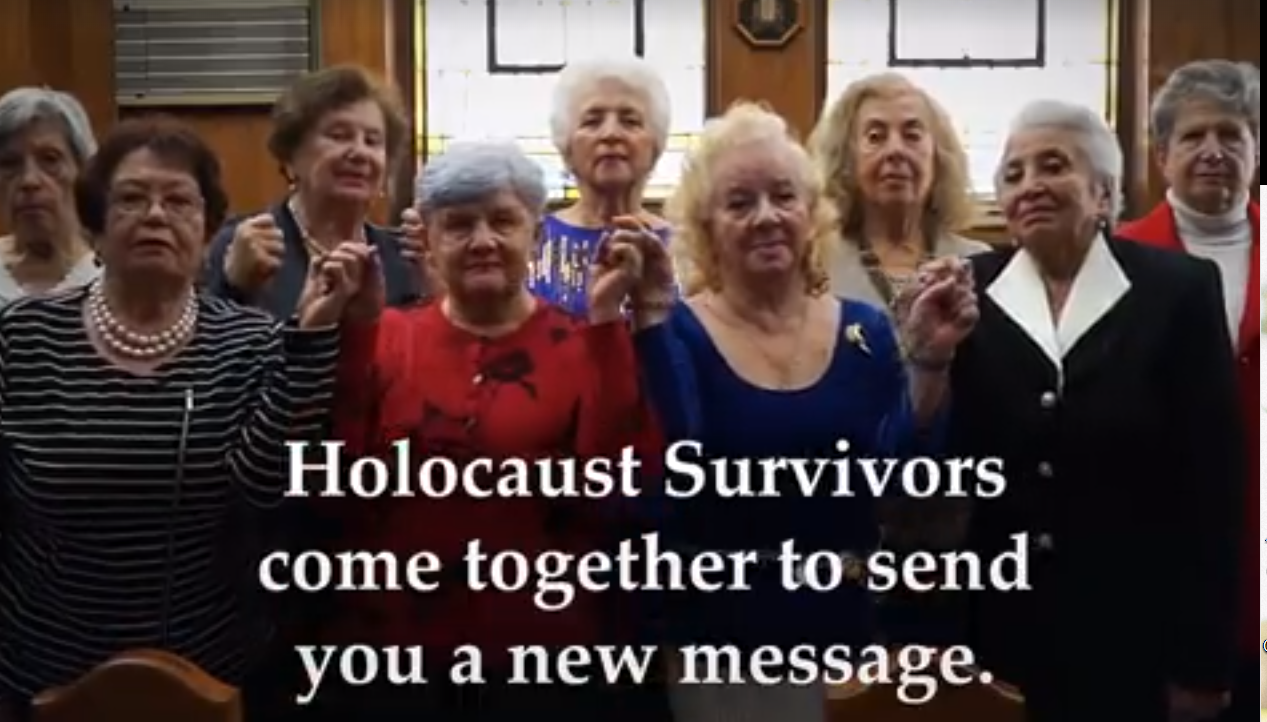 Holocaust Survivors
come together to send
you a new message.